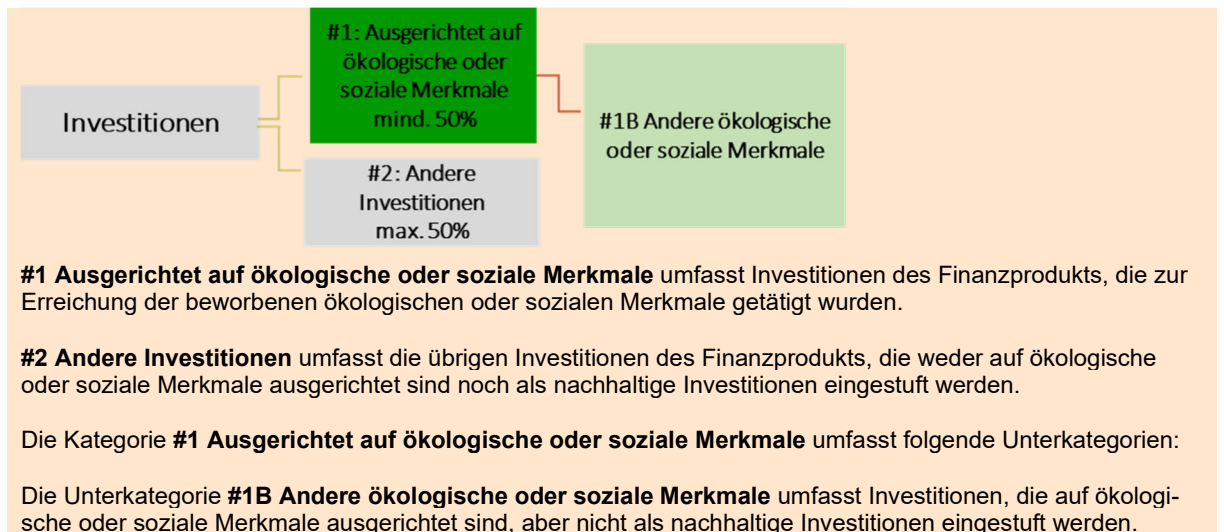 #1: Ausgerichtet auf
ökologische oder
soziale Merkmale
mind. 50%
Investitionen
#1B Andere ökologische
oder soziale Merkmale
#2: Andere
Investitionen
max. 50%
#1 Ausgerichtet auf ökologische oder soziale Merkmale umfasst Investitionen des Finanzprodukts, die zur
Erreichung der beworbenen ökologischen oder sozialen Merkmale getätigt wurden.
#2 Andere Investitionen umfasst die übrigen Investitionen des Finanzprodukts, die weder auf ökologische
oder soziale Merkmale ausgerichtet sind noch als nachhaltige Investitionen eingestuft werden.
Die Kategorie #1 Ausgerichtet auf ökologische oder soziale Merkmale umfasst folgende Unterkategorien:
Die Unterkategorie #1B Andere ökologische oder soziale Merkmale umfasst Investitionen, die auf ökologi-
sche oder soziale Merkmale ausgerichtet sind, aber nicht als nachhaltige Investitionen eingestuft werden.